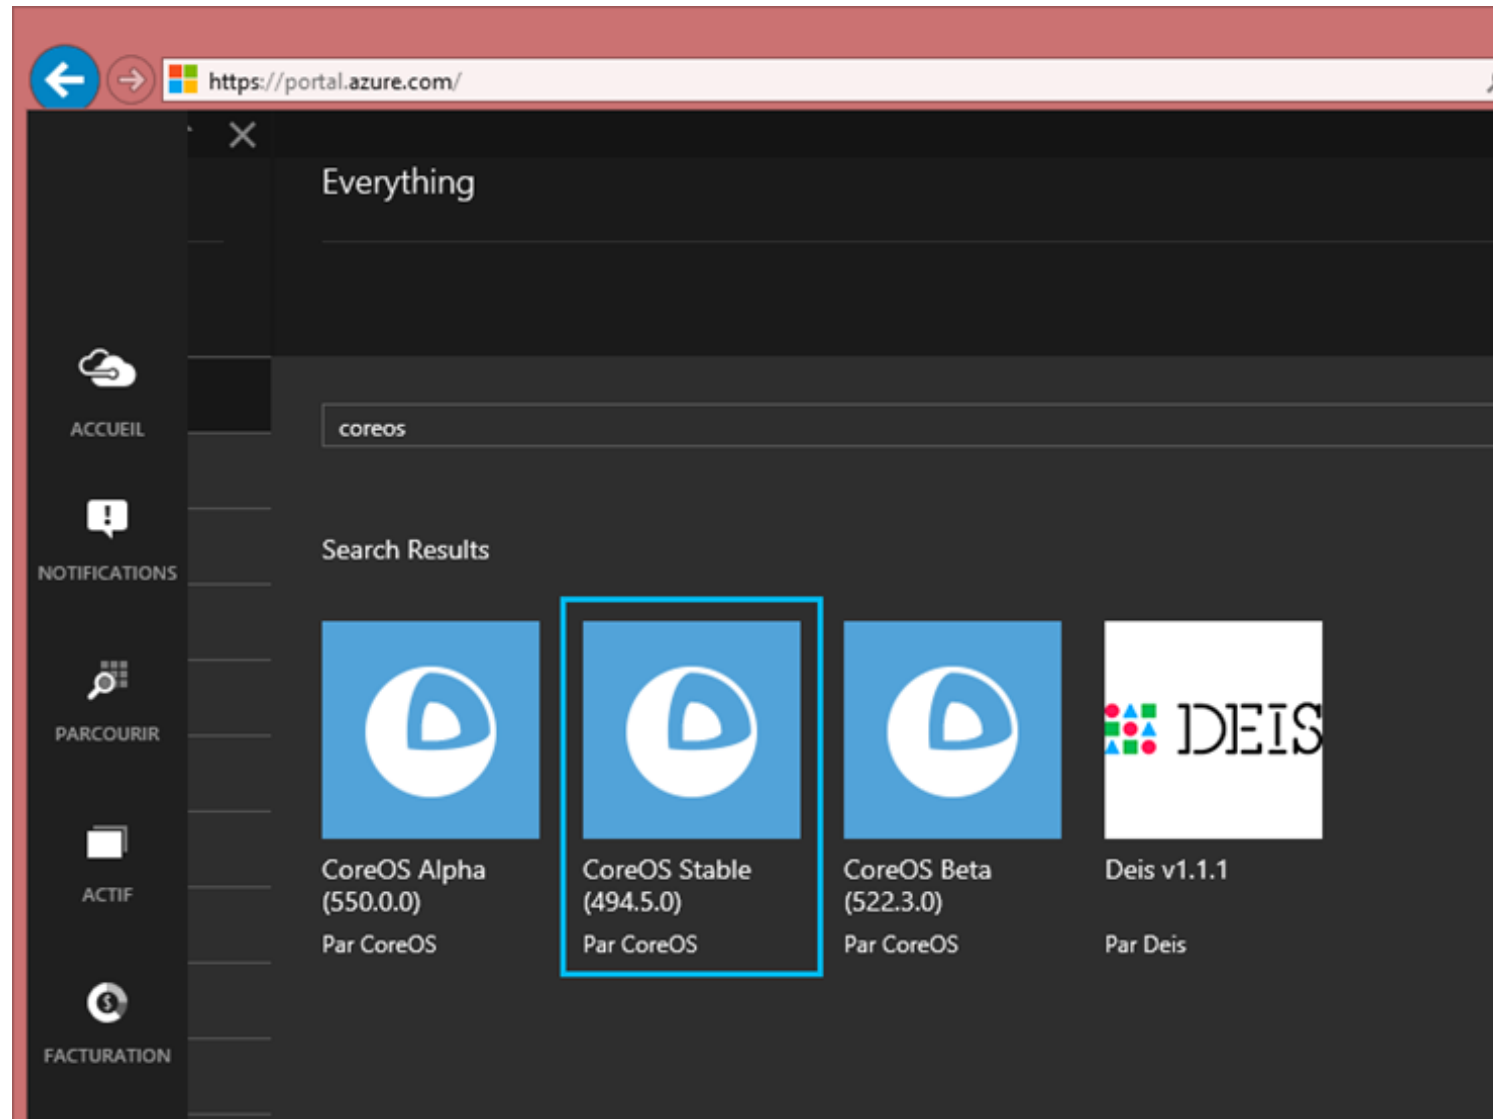 https://portal.azure.com/
Everything
ACCUEIL
coreos
NOTIFICATIONS
Search Results
PARCOURIR
DEIS
ACTIF
CoreOS Alpha
(550.0.0)
Par CoreOS
CoreOS Stable
(494.5.0)
Par CoreOS
CoreOS Beta
(522.3.0)
Par CoreOS
Deis v1.1.1
Par Deis
FACTURATION